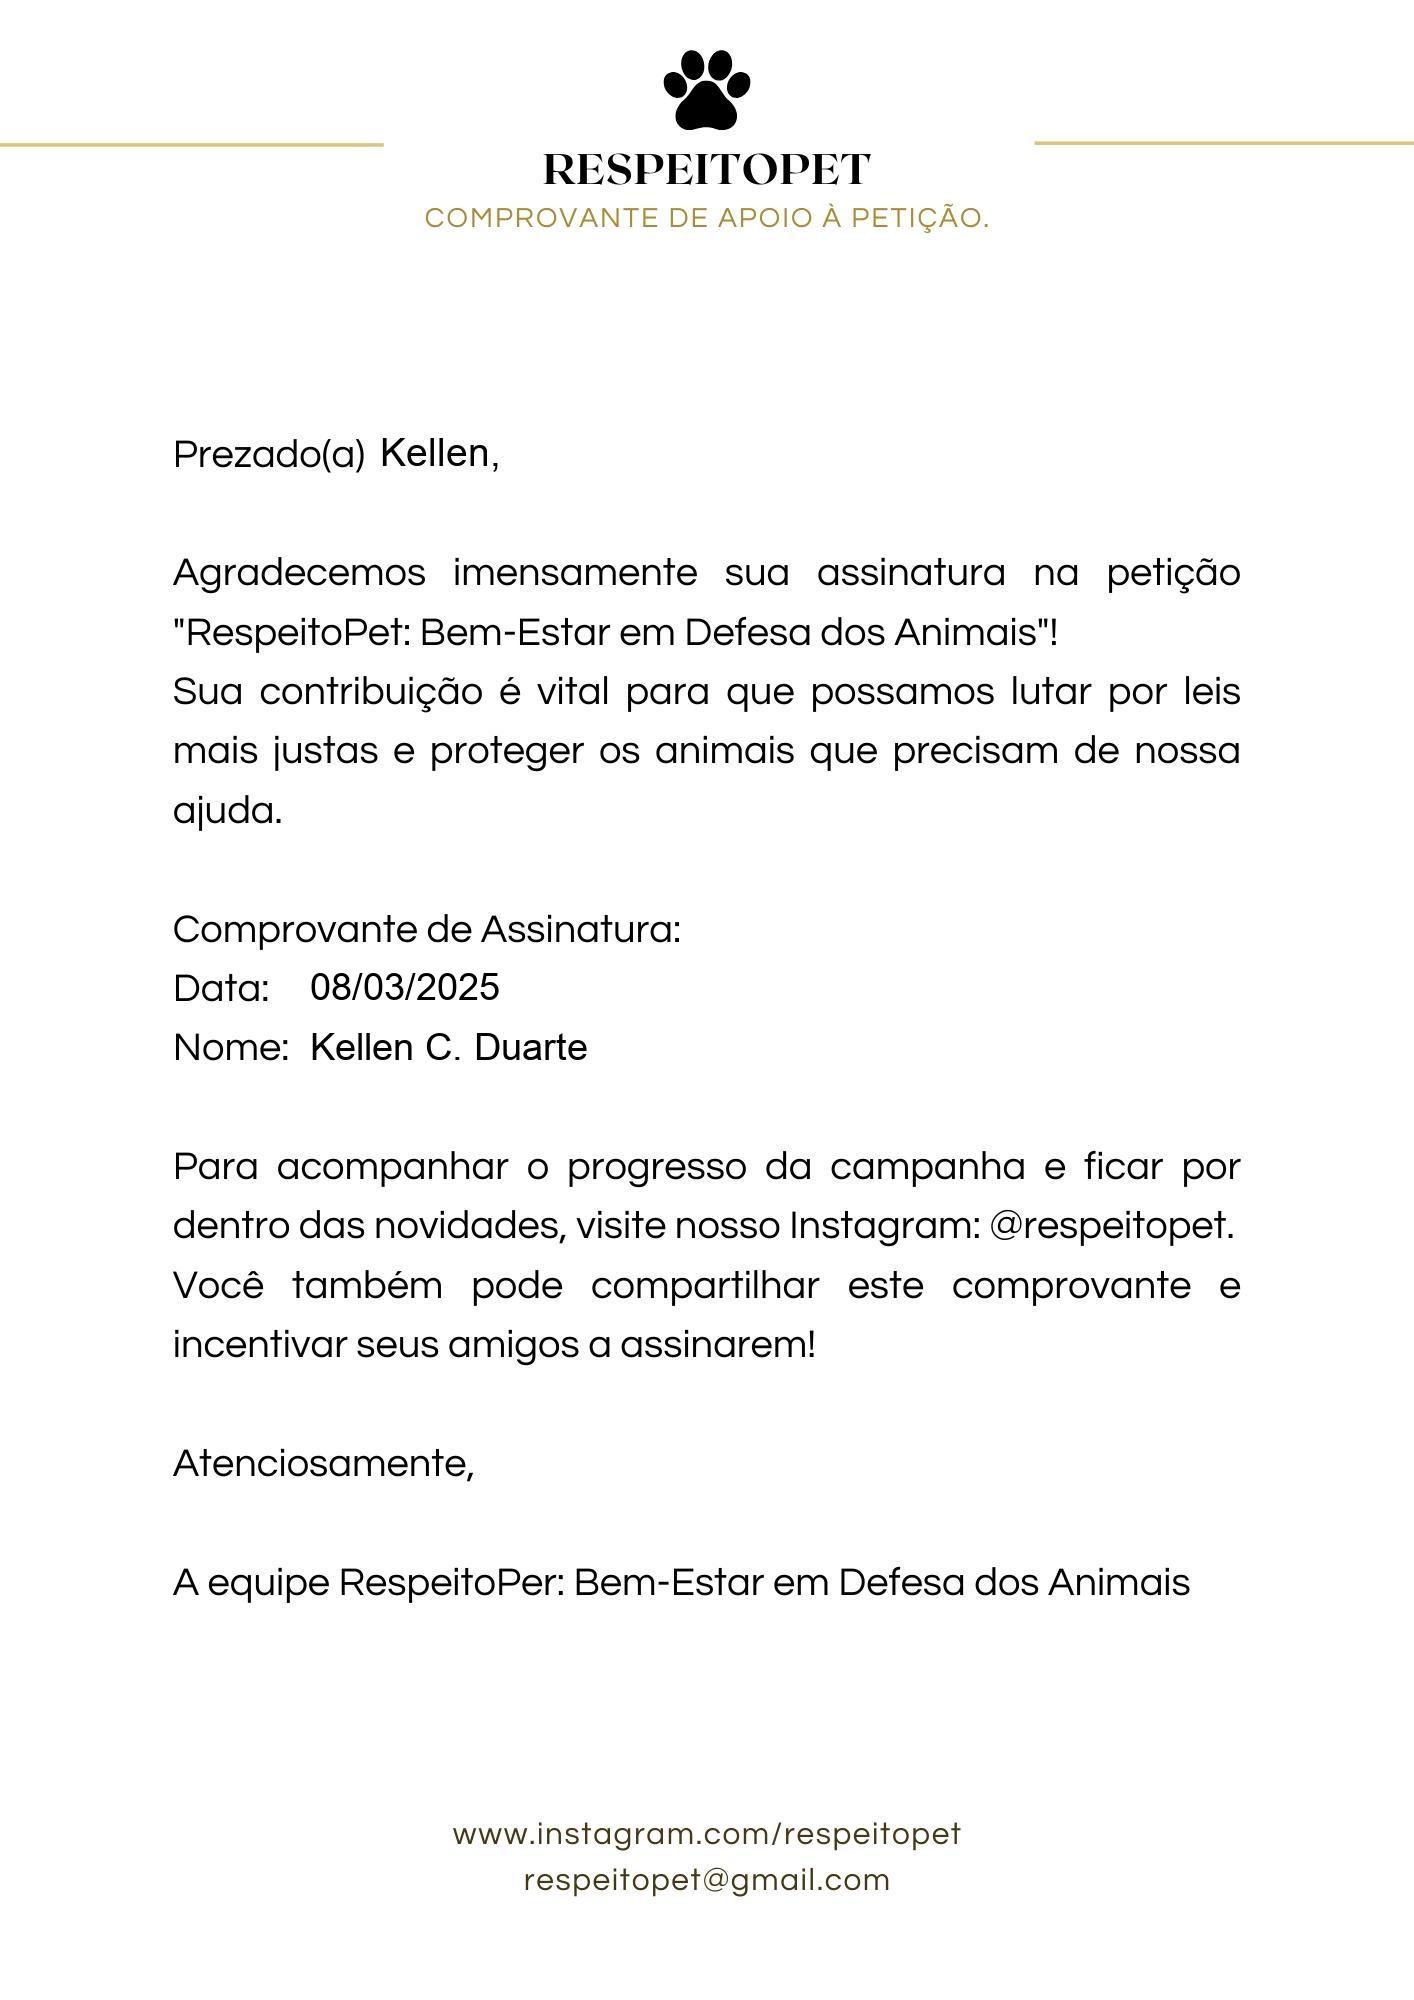 RESPEITOPET
COMPROVANTE DE APOIO À PETIÇÃO.
Prezado(a) Kellen,
Agradecemos imensamente sua assinatura na petição
"RespeitoPet: Bem-Estar em Defesa dos Animais"!
Sua contribuição é vital para que possamos lutar por leis
mais justas e proteger os animais que precisam de nossa
ajuda.
Comprovante de Assinatura:
Data: 08/03/2025
Nome: Kellen C. Duarte
Para acompanhar o progresso da campanha e ficar por
dentro das novidades, visite nosso Instagram: @respeitopet.
Você também pode compartilhar este comprovante e
incentivar seus amigos a assinarem!
Atenciosamente,
A equipe RespeitoPer: Bem-Estar em Defesa dos Animais
www.instagram.com/respeitopet
respeitopet@gmail.com